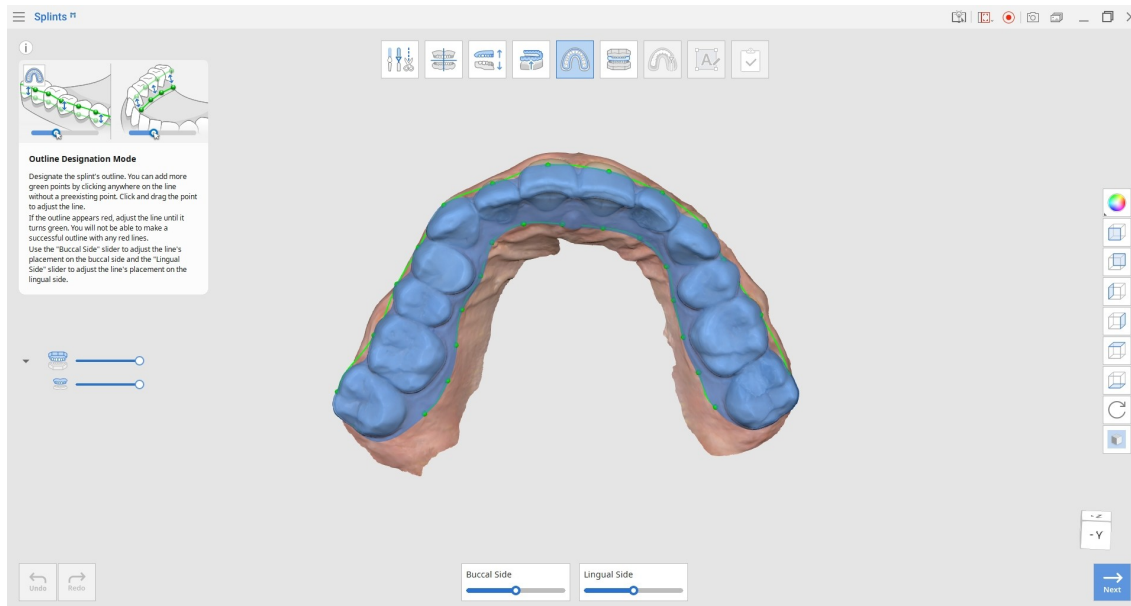 Splints
Outline Designation Mode
Designate the splint's outline. You can add more
green points by clicking anywhere on the line
without a preexisting point. Click and drag the point
to adjust the line.
If the outline appears red, adjust the line until it
turns green. You will not be able to make a
successful outline with any red lines.
Use the "Buccal Side" slider to adjust the line's
placement on the buccal side and the "Lingual
Side" slider to adjust the line's placement on the
lingual side.
- Z
- Y
Undo
Redo
Buccal Side
Lingual Side
Next